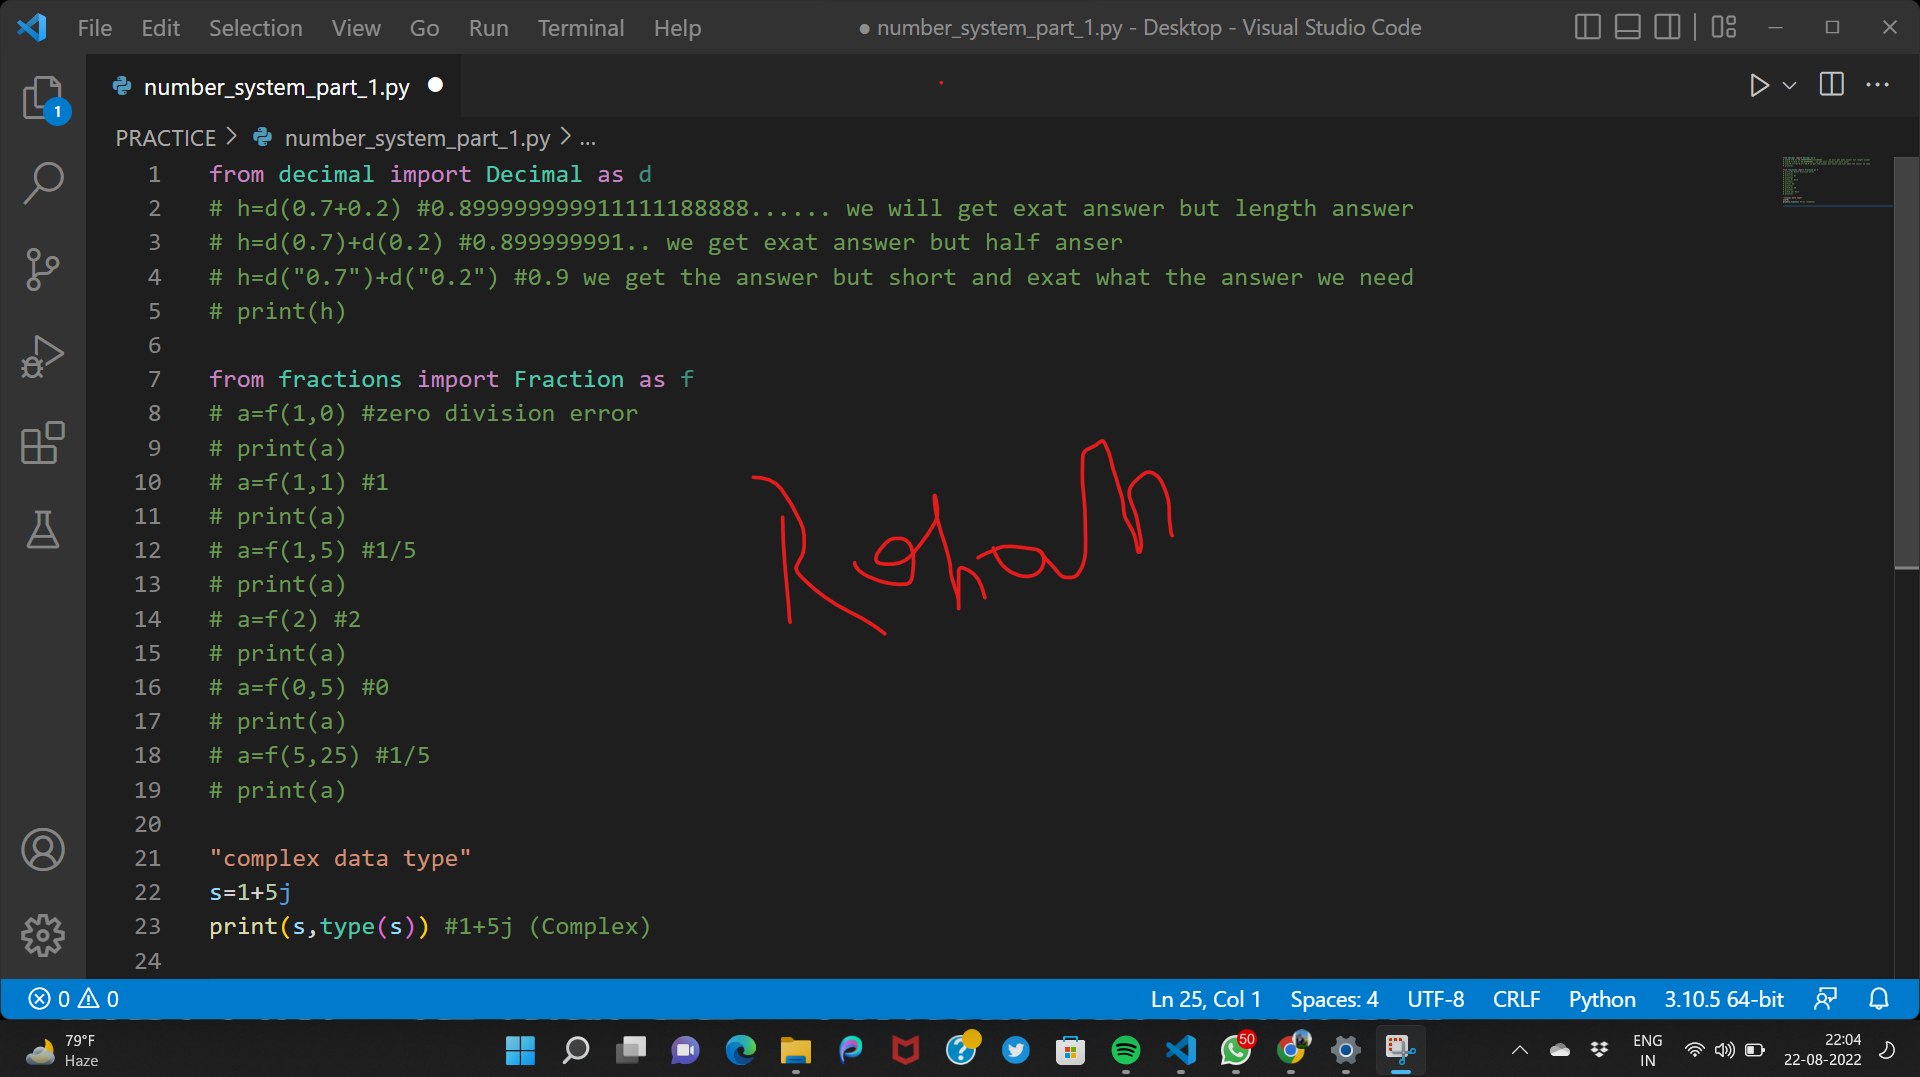 File Edit Selection View Go Run Terminal Help ● number_system_part_1.py - Desktop - Visual Studio Code
number_system_part_1.py
1
PRACTICE > number_system_part_1.py > ...
1 from decimal import Decimal as d
2 # h=d(0.7+0.2) #0.8999999999911111188888...... we will get exat answer but length answer
3 # h=d(0.7)+d(0.2) #0.899999991.. we get exat answer but half anser
4 # h=d("0.7")+d("0.2") #0.9 we get the answer but short and exat what the answer we need
5 # print(h)
6
7 from fractions import Fraction as f
8 # a=f(1,0) #zero division error
9 # print(a)
10 # a=f(1,1) #1
11 # print(a)
12 # a=f(1,5) #1/5
13 # print(a)
14 # a=f(2) #2
15 # print(a)
16 # a=f(0,5) #0
17 # print(a)
18 # a=f(5,25) #1/5
19 # print(a)
20
21 "complex data type"
22 s=1+5j
23 print(s,type(s)) #1+5j (Complex)
24
0 0 Ln 25, Col 1 Spaces: 4 UTF-8 CRLF Python 3.10.5 64-bit
79°F
Haze
50
ENG
IN
22:04
22-08-2022